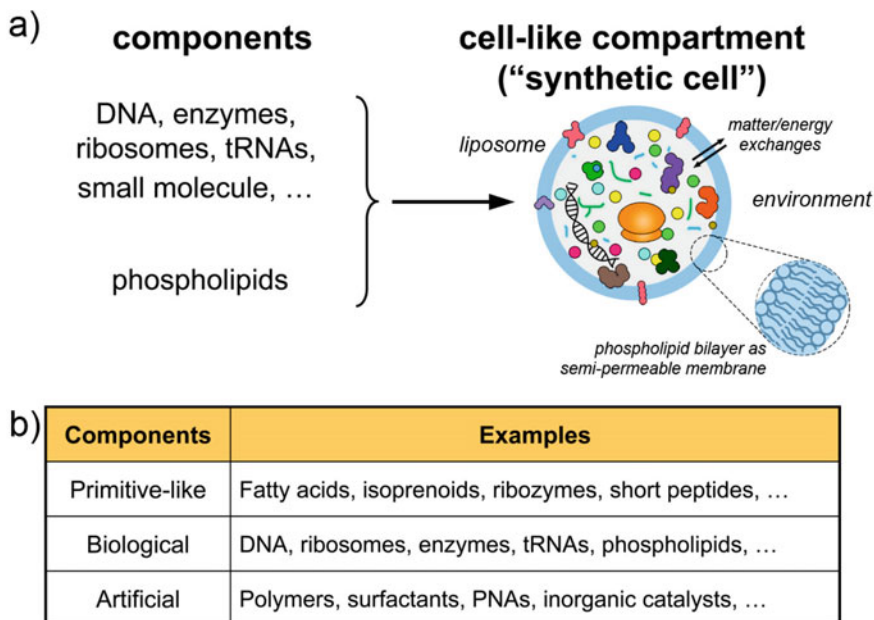 a)
components
cell-like compartment
(“synthetic cell”)
DNA, enzymes,
ribosomes, tRNAs,
small molecule, …
phospholipids
liposome
matter/energy
exchanges
environment
phospholipid bilayer as
semi-permeable membrane
b)
Components Examples
Primitive-like Fatty acids, isoprenoids, ribozymes, short peptides, …
Biological DNA, ribosomes, enzymes, tRNAs, phospholipids, …
Artificial Polymers, surfactants, PNAs, inorganic catalysts, …